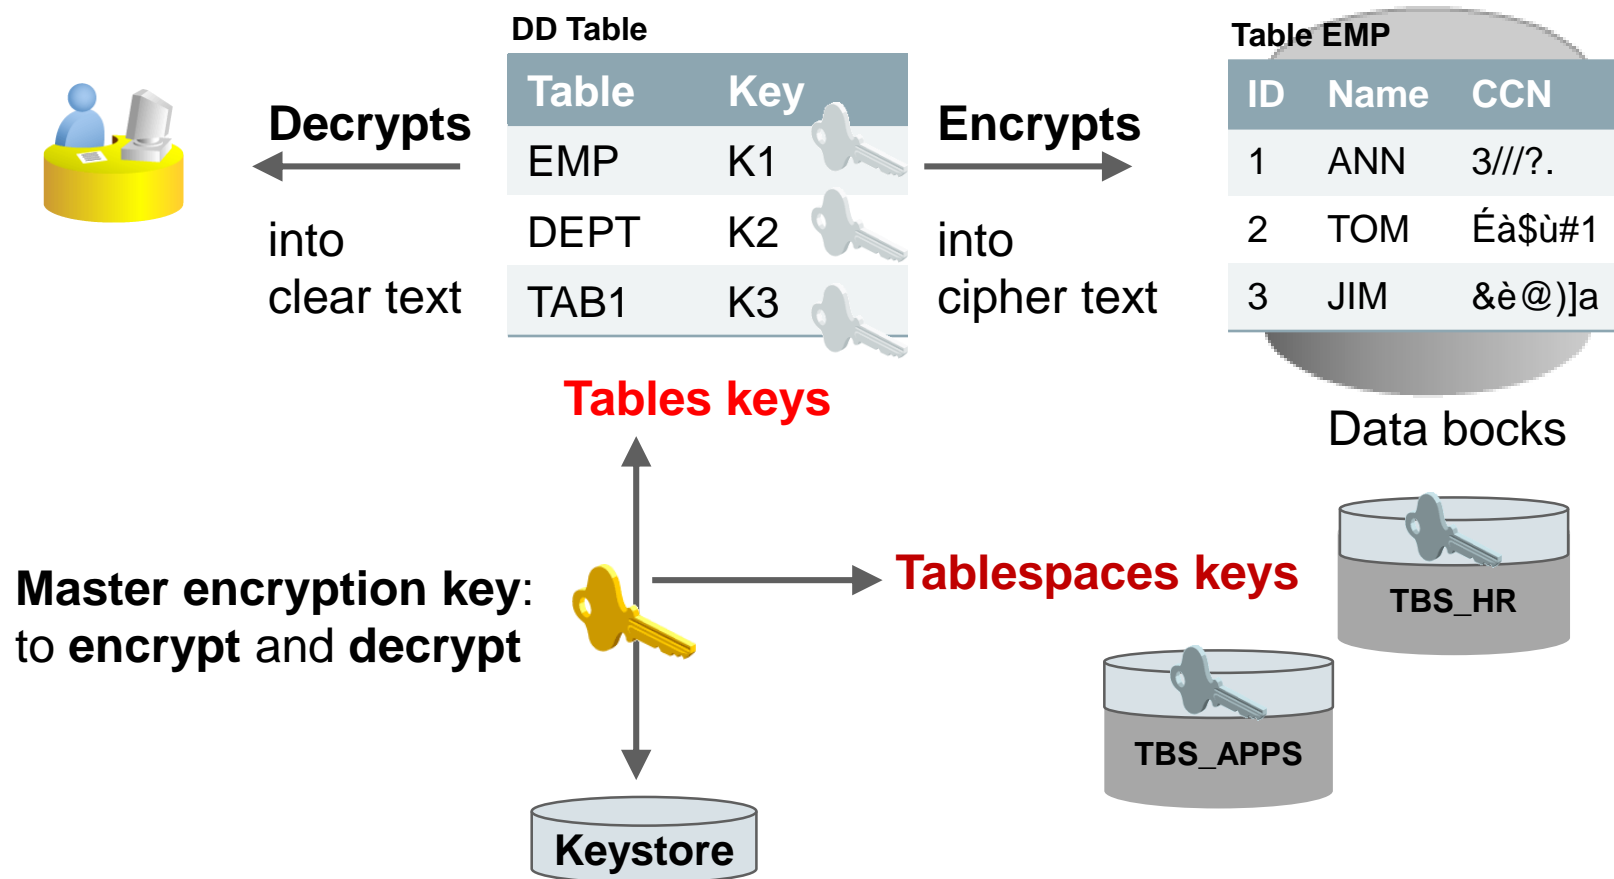 DD Table
Table Key
EMP K1
DEPT K2
TAB1 K3
Decrypts
into
clear text
Encrypts
into
cipher text
Table EMP
ID Name CCN
1 ANN 3///?.
2 TOM Éà$ù#1
3 JIM &è@)]a
Tables keys
Data bocks
Master encryption key:
to encrypt and decrypt
Tablespaces keys
TBS_HR
TBS_APPS
Keystore